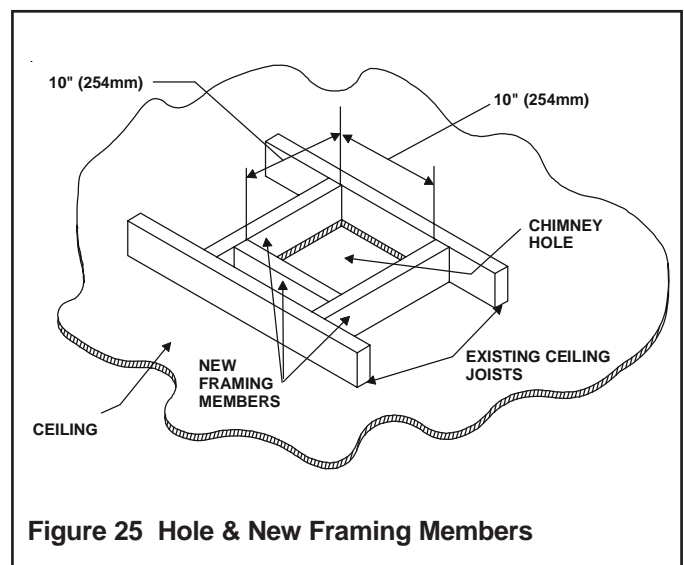 10" (254mm)
10" (254mm)
CHIMNEY
HOLE
EXISTING CEILING
JOISTS
NEW
FRAMING
MEMBERS
CEILING
Figure 25 Hole & New Framing Members